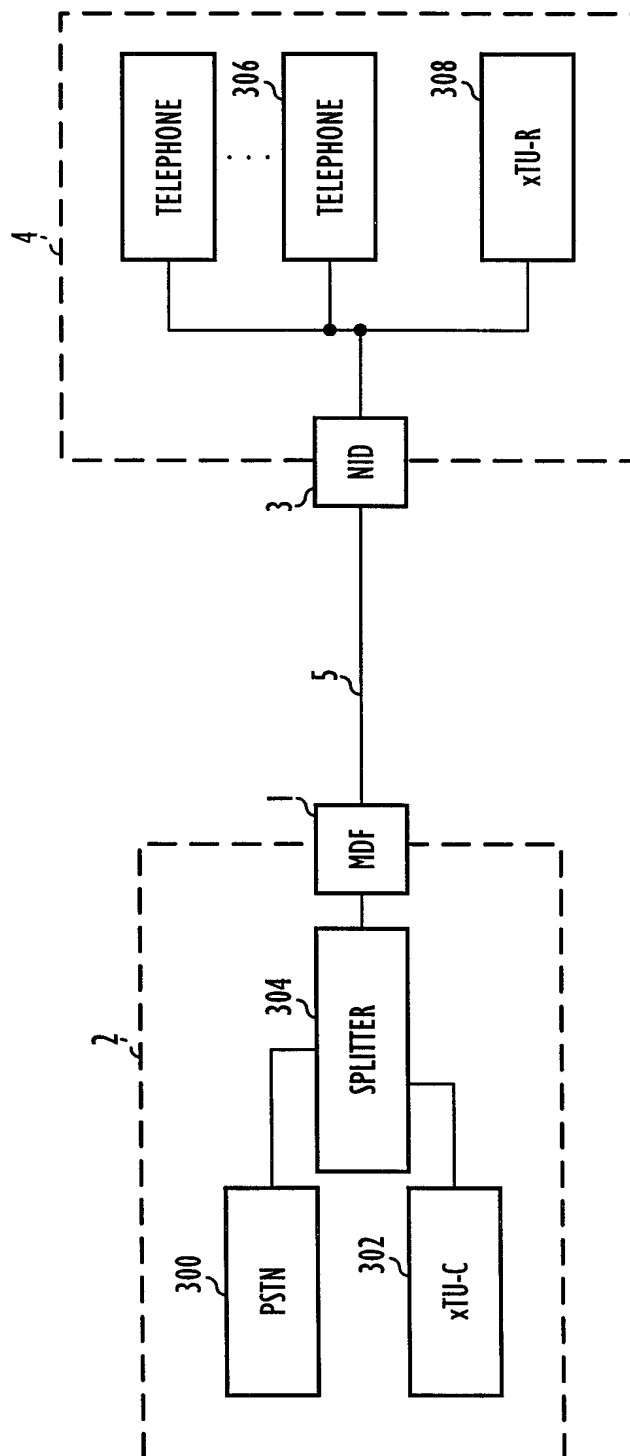 2'
300
PSTN
302
xTU-C
304
SPLITTER
1
MDF
5
3
NID
4'
TELEPHONE
. . .
306
TELEPHONE
308
xTU-R